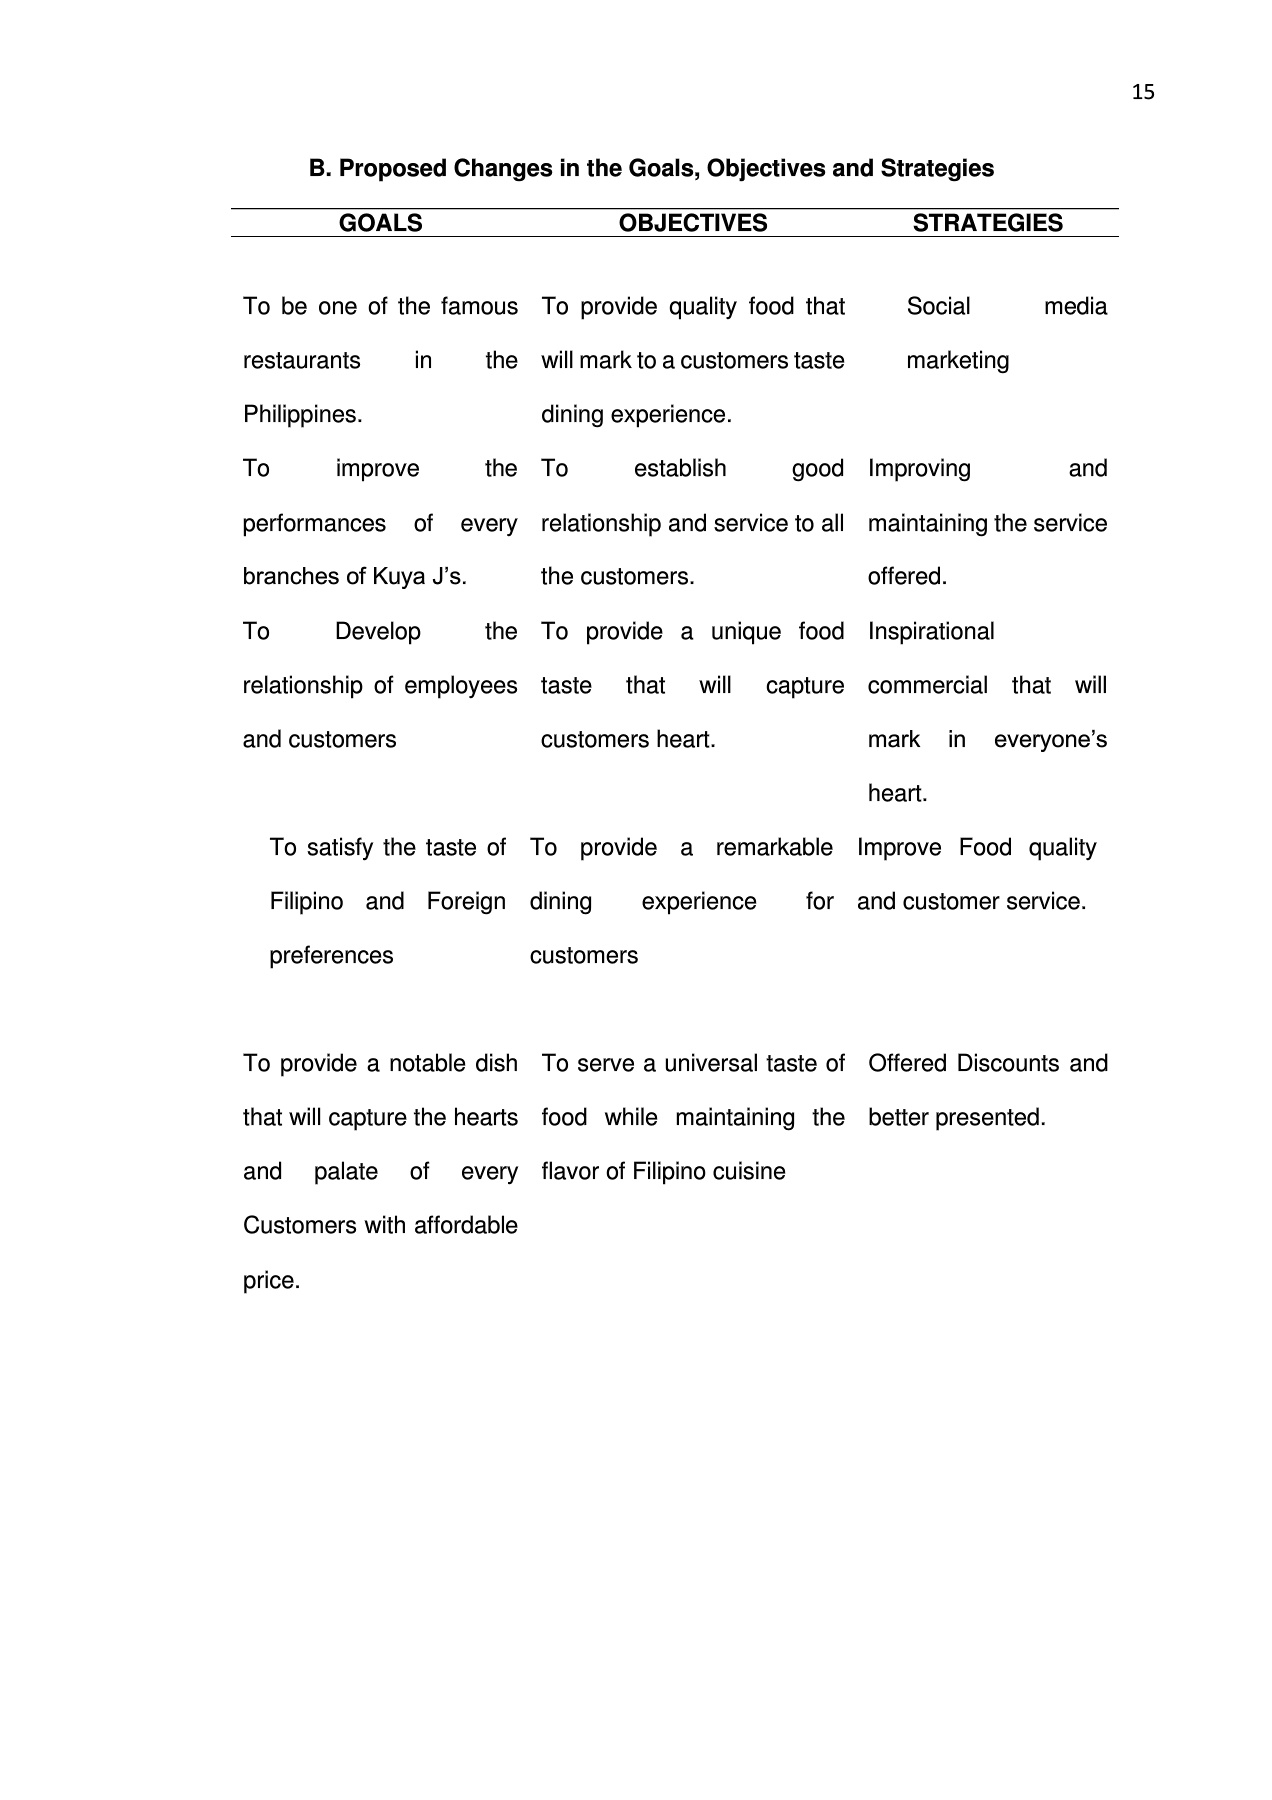 15
B. Proposed Changes in the Goals, Objectives and Strategies
GOALS OBJECTIVES STRATEGIES
To be one of the famous To provide quality food that Social media
restaurants in the will mark to a customers taste marketing
Philippines. dining experience.
To improve the To establish good Improving and
performances of every relationship and service to all maintaining the service
branches of Kuya J’s. the customers. offered.
To Develop the To provide a unique food Inspirational
relationship of employees taste that will capture commercial that will
and customers customers heart. mark in everyone’s
heart.
To satisfy the taste of To provide a remarkable Improve Food quality
Filipino and Foreign dining experience for and customer service.
preferences customers
To provide a notable dish To serve a universal taste of Offered Discounts and
that will capture the hearts food while maintaining the better presented.
and palate of every flavor of Filipino cuisine
Customers with affordable
price.